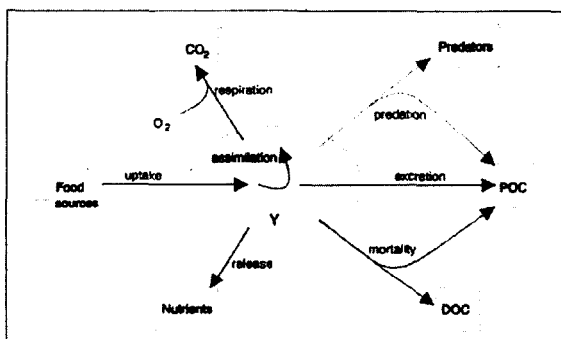 CO2
Predators
respiration
O2
predation
assimilation
Food
sources
uptake
excretion
POC
Y
mortality
release
Nutrients
DOC